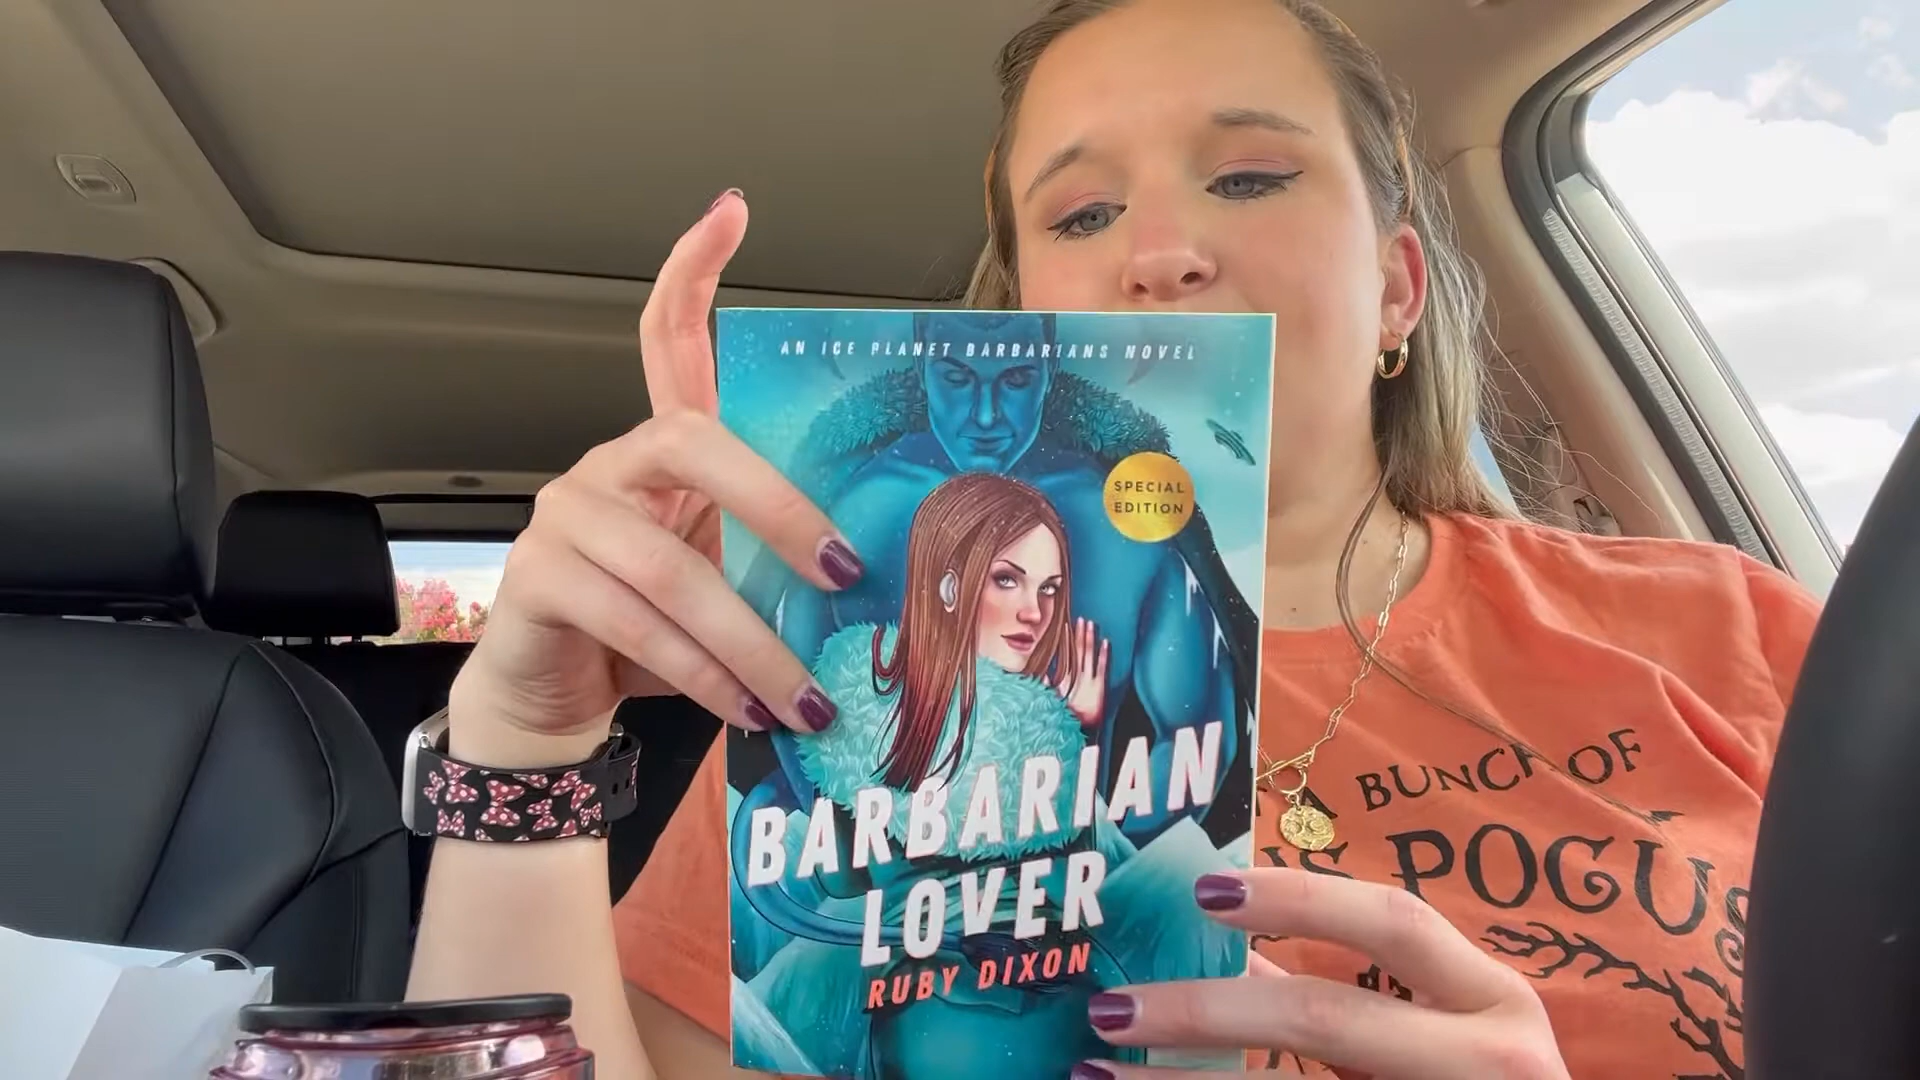 AN ICE PLANET BARBARIANS NOVEL
SPECIAL
EDITION
BARBARIAN
LOVER
RUBY DIXON
A BUNCH OF
POCUS